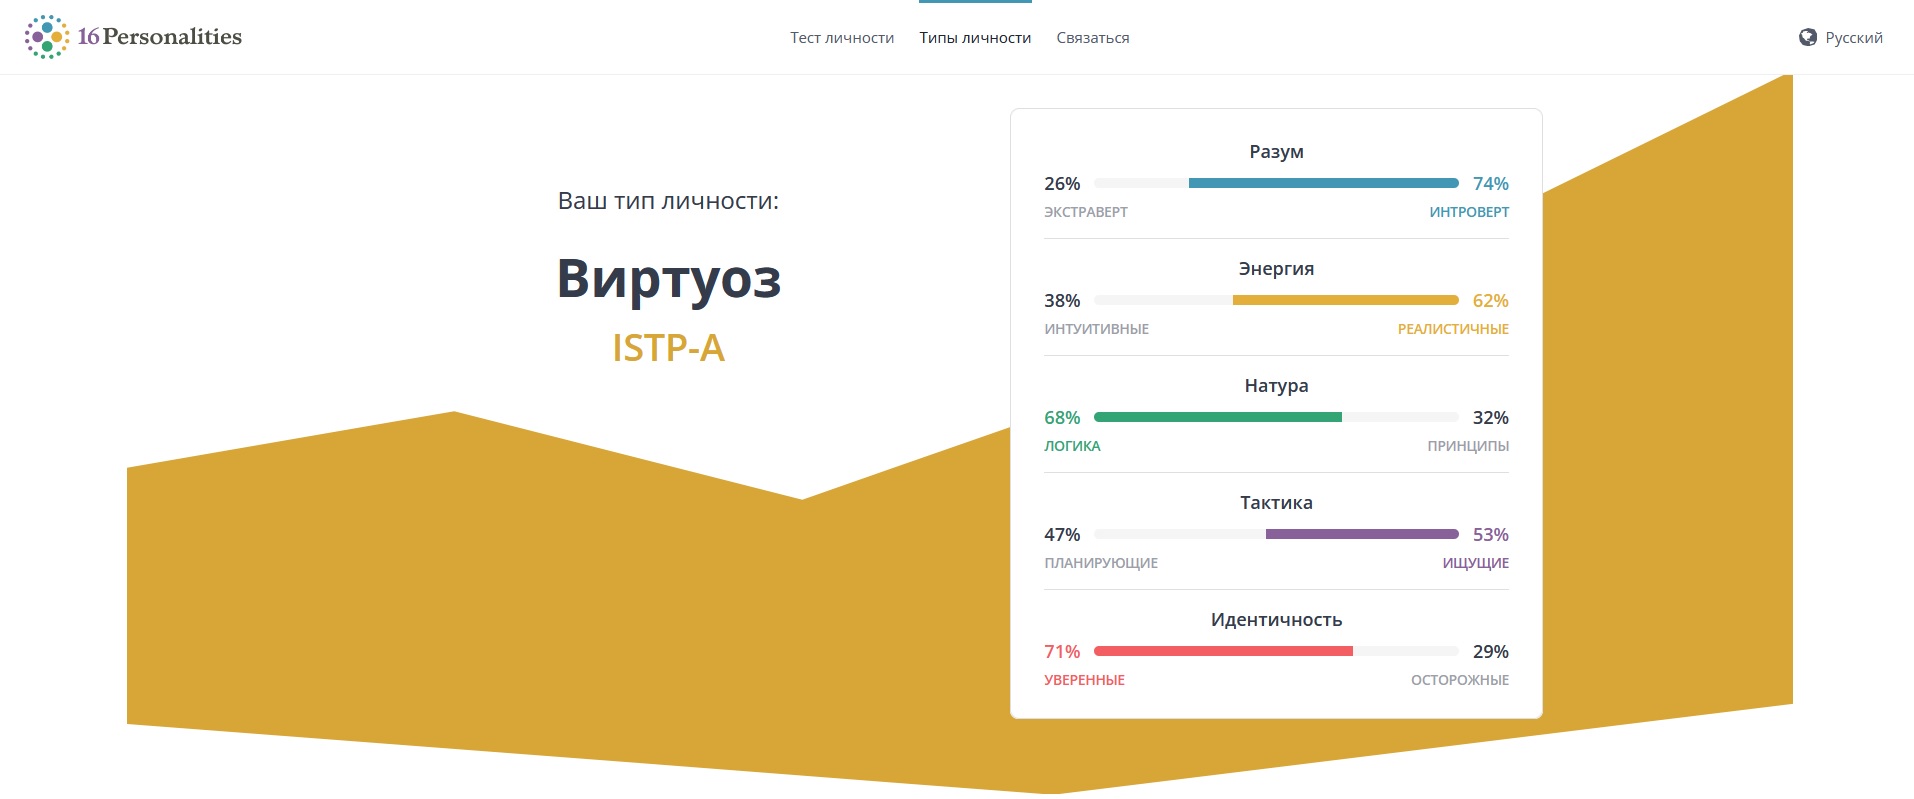 16Personalities
Тест личности Типы личности Связаться
Русский
Ваш тип личности:
Виртуоз
ISTP-A
Разум
26% 74%
ЭКСТРАВЕРТ ИНТРОВЕРТ
Энергия
38% 62%
ИНТУИТИВНЫЕ РЕАЛИСТИЧНЫЕ
Натура
68% 32%
ЛОГИКА ПРИНЦИПЫ
Тактика
47% 53%
ПЛАНИРУЮЩИЕ ИЩУЩИЕ
Идентичность
71% 29%
УВЕРЕННЫЕ ОСТОРОЖНЫЕ